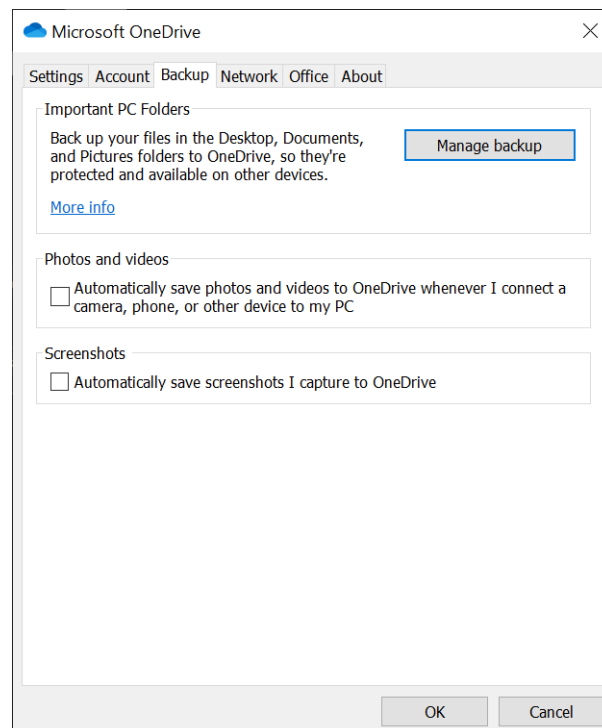 Microsoft OneDrive
Settings Account Backup Network Office About
Important PC Folders
Back up your files in the Desktop, Documents,
and Pictures folders to OneDrive, so they're
protected and available on other devices.
Manage backup
More info
Photos and videos
Automatically save photos and videos to OneDrive whenever I connect a
camera, phone, or other device to my PC
Screenshots
Automatically save screenshots I capture to OneDrive
OK Cancel